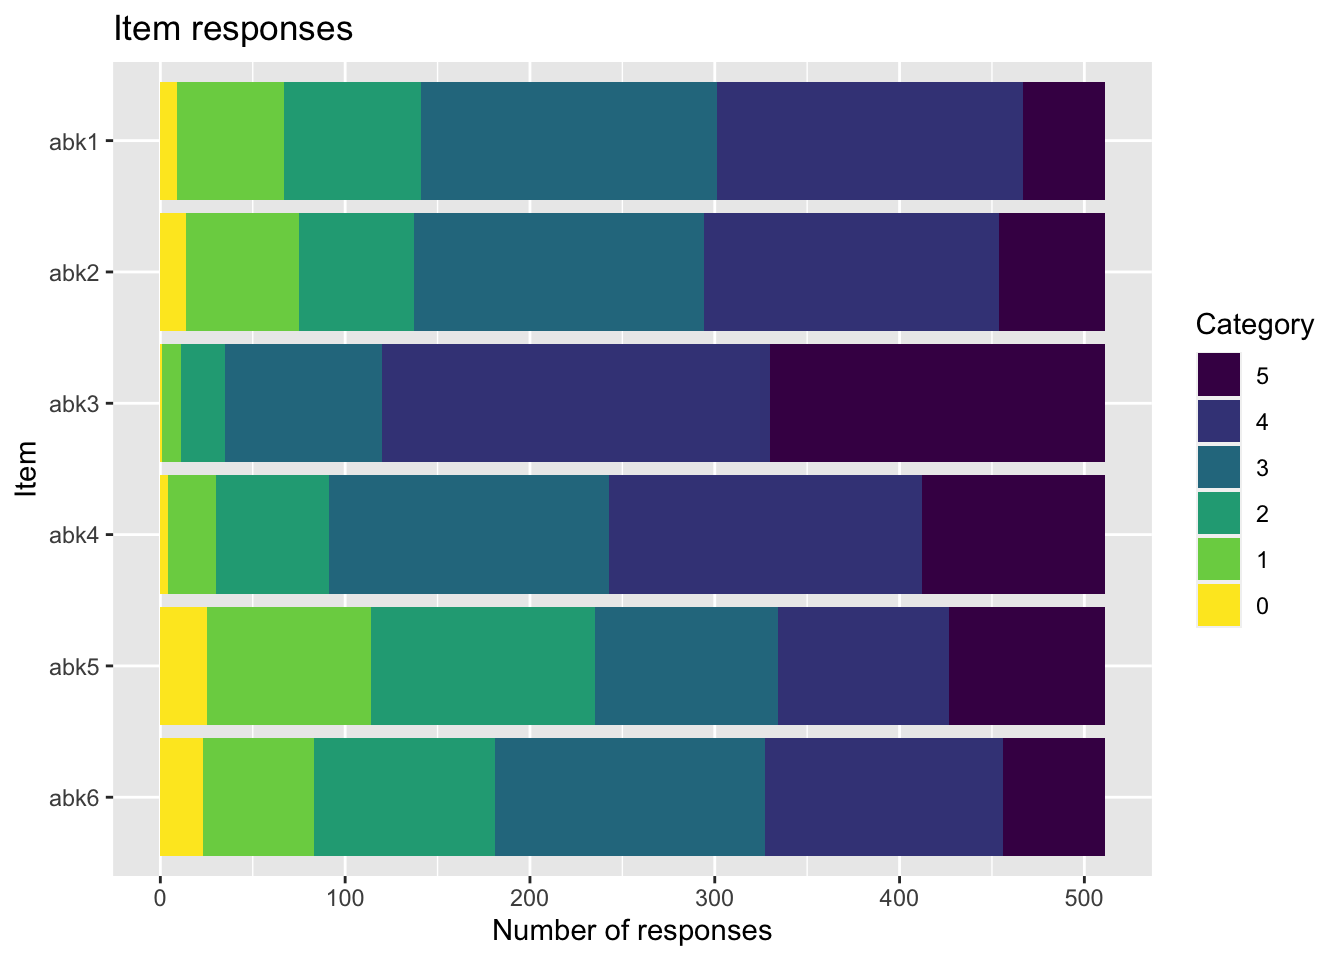 Item responses
abk1
abk2
abk3
abk4
abk5
abk6
Item
0 100 200 300 400 500
Number of responses
Category
5
4
3
2
1
0